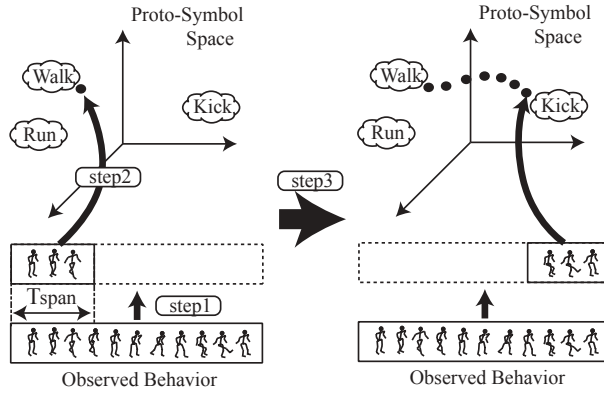 Proto-Symbol
Space
Walk
Kick
Run
step2
Tspan
step1
Observed Behavior
step3
Proto-Symbol
Space
Walk
Kick
Run
Observed Behavior